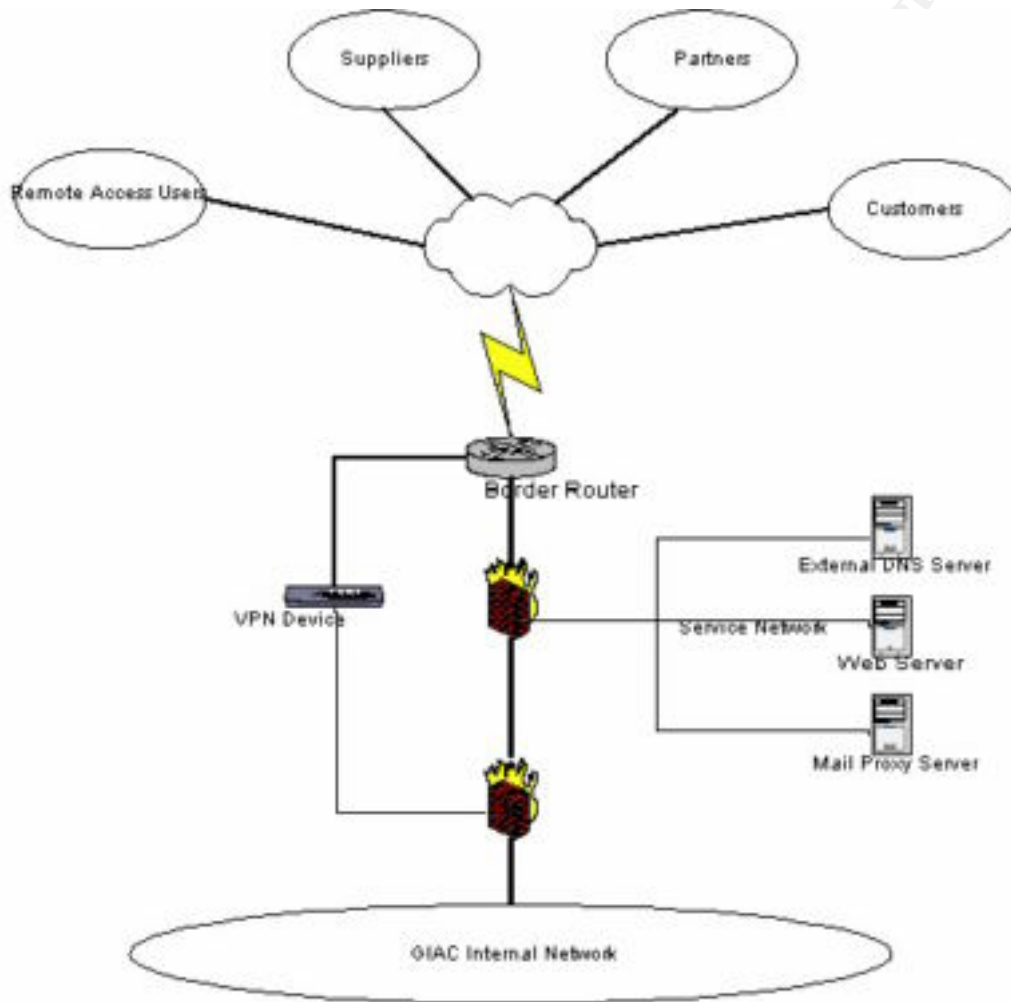 Suppliers
Partners
Remote Access Users
Customers
Border Router
External DNS Server
VPN Device
Service Network
Web Server
Mail Proxy Server
GIAC Internal Network